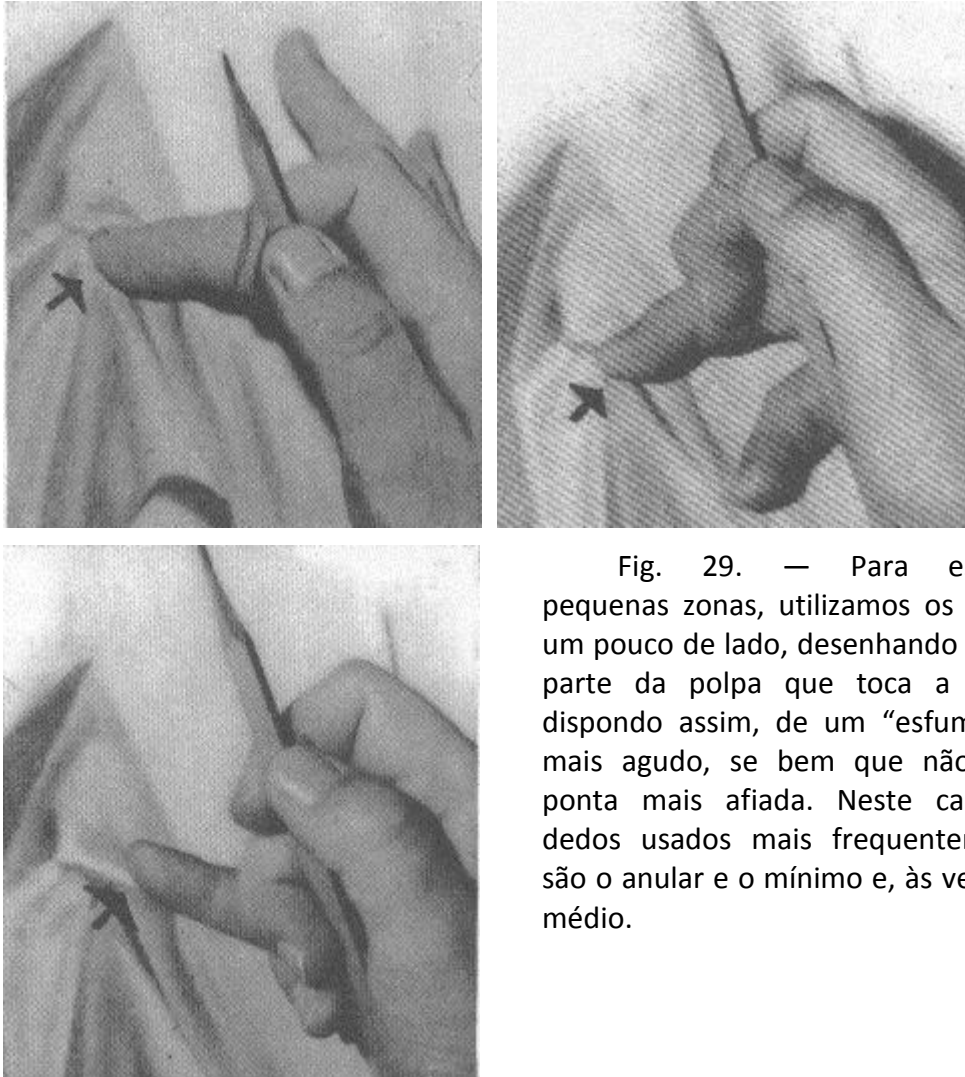 Fig. 29. — Para e
pequenas zonas, utilizamos os
um pouco de lado, desenhando
parte da polpa que toca a
dispondo assim, de um “esfum
mais agudo, se bem que não
ponta mais afiada. Neste ca
dedos usados mais frequente
são o anular e o mínimo e, às ve
médio.